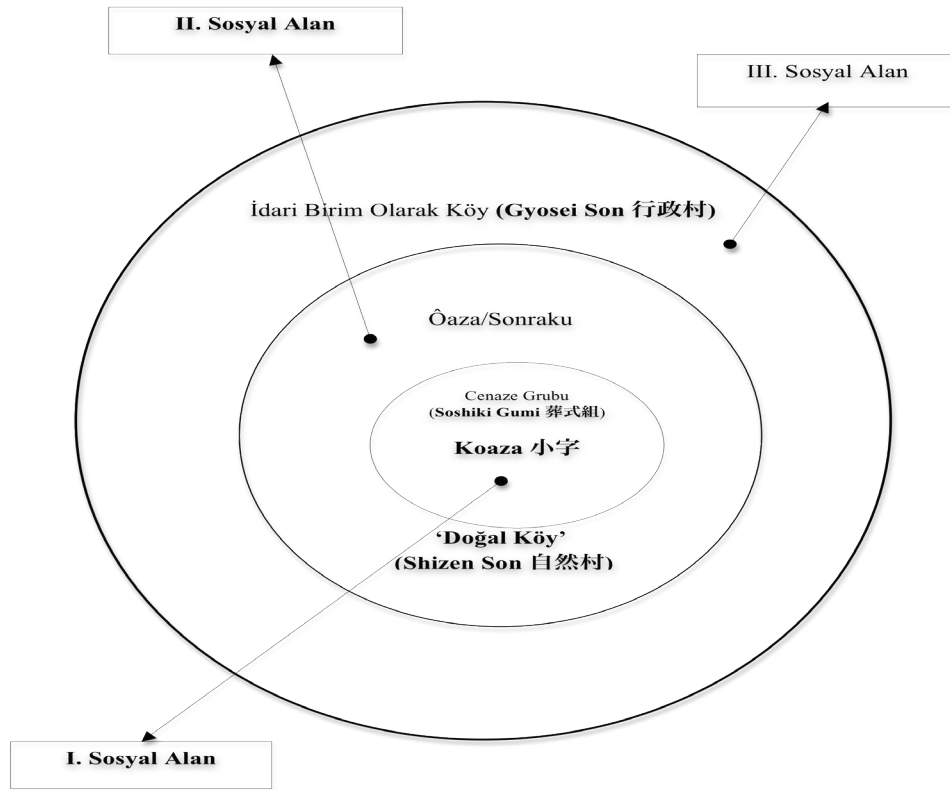 II. Sosyal Alan
III. Sosyal Alan
İdari Birim Olarak Köy (Gyosei Son 行政村)
Ôaza/Sonraku
Cenaze Grubu
(Soshiki Gumi 葬式組)
Koaza 小字
‘Doğal Köy’
(Shizen Son 自然村)
I. Sosyal Alan